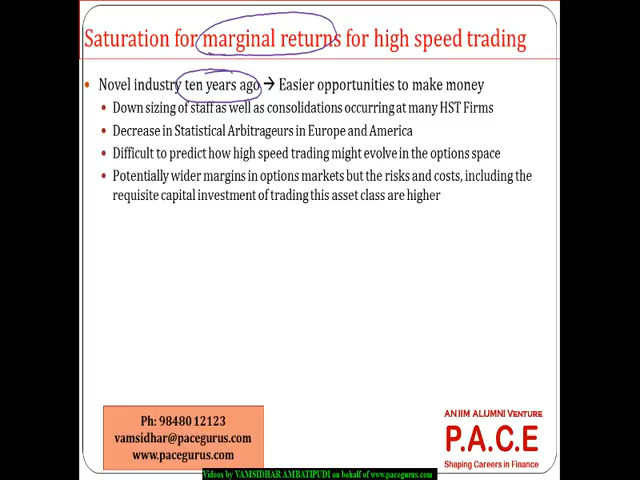 Saturation for marginal returns for high speed trading
• Novel industry ten years ago → Easier opportunities to make money
• Down sizing of staff as well as consolidations occurring at many HST Firms
• Decrease in Statistical Arbitrageurs in Europe and America
• Difficult to predict how high speed trading might evolve in the options space
• Potentially wider margins in options markets but the risks and costs, including the
requisite capital investment of trading this asset class are higher
Ph: 98480 12123
vamsidhar@pacegurus.com
www.pacegurus.com
AN IIM ALUMNI VENTURE
P.A.C.E
Shaping Careers in Finance
Videos by VAMSIDHAR AMBATIPUDI on behalf of www.pacegurus.com